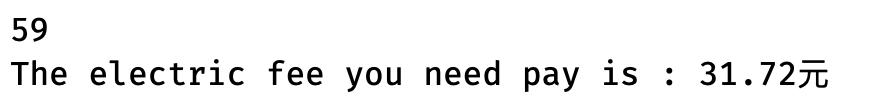 59
The electric fee you need pay is : 31.72元